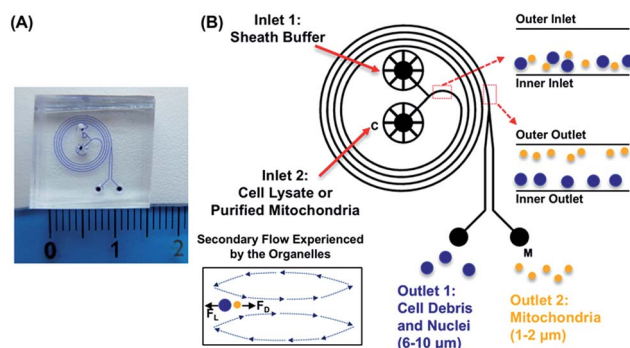 (A)
0 1 2
(B)
Inlet 1:
Sheath Buffer
C
Inlet 2:
Cell Lysate or
Purified Mitochondria
Outer Inlet
Inner Inlet
Outer Outlet
Inner Outlet
M
Secondary Flow Experienced
by the Organelles
F_L F_D
Outlet 1:
Cell Debris
and Nuclei
(6-10 μm)
Outlet 2:
Mitochondria
(1-2 μm)